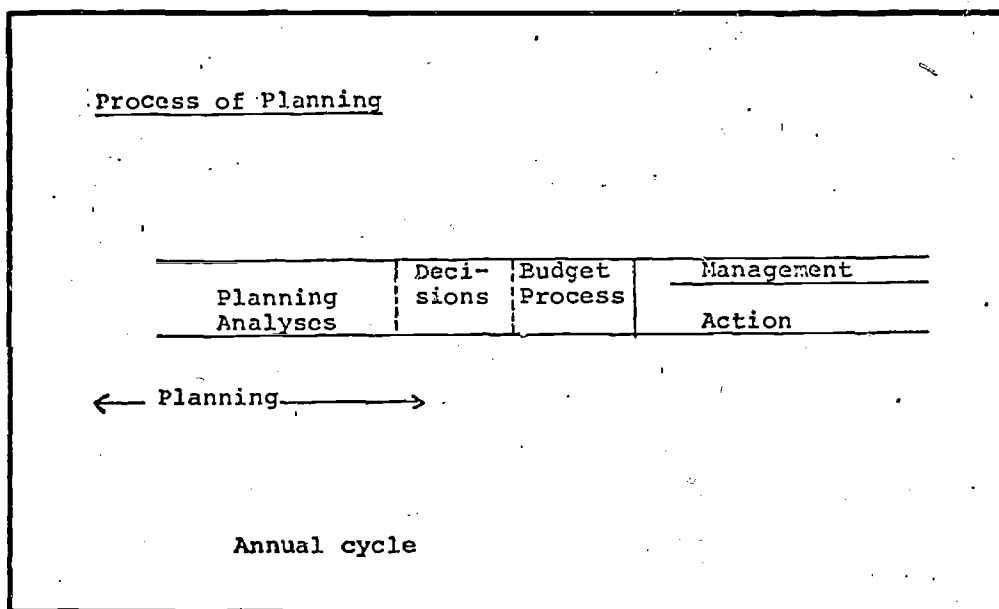 Process of Planning
Deci- Budget Management
Planning sions Process
Analyses Action
Planning
Annual cycle